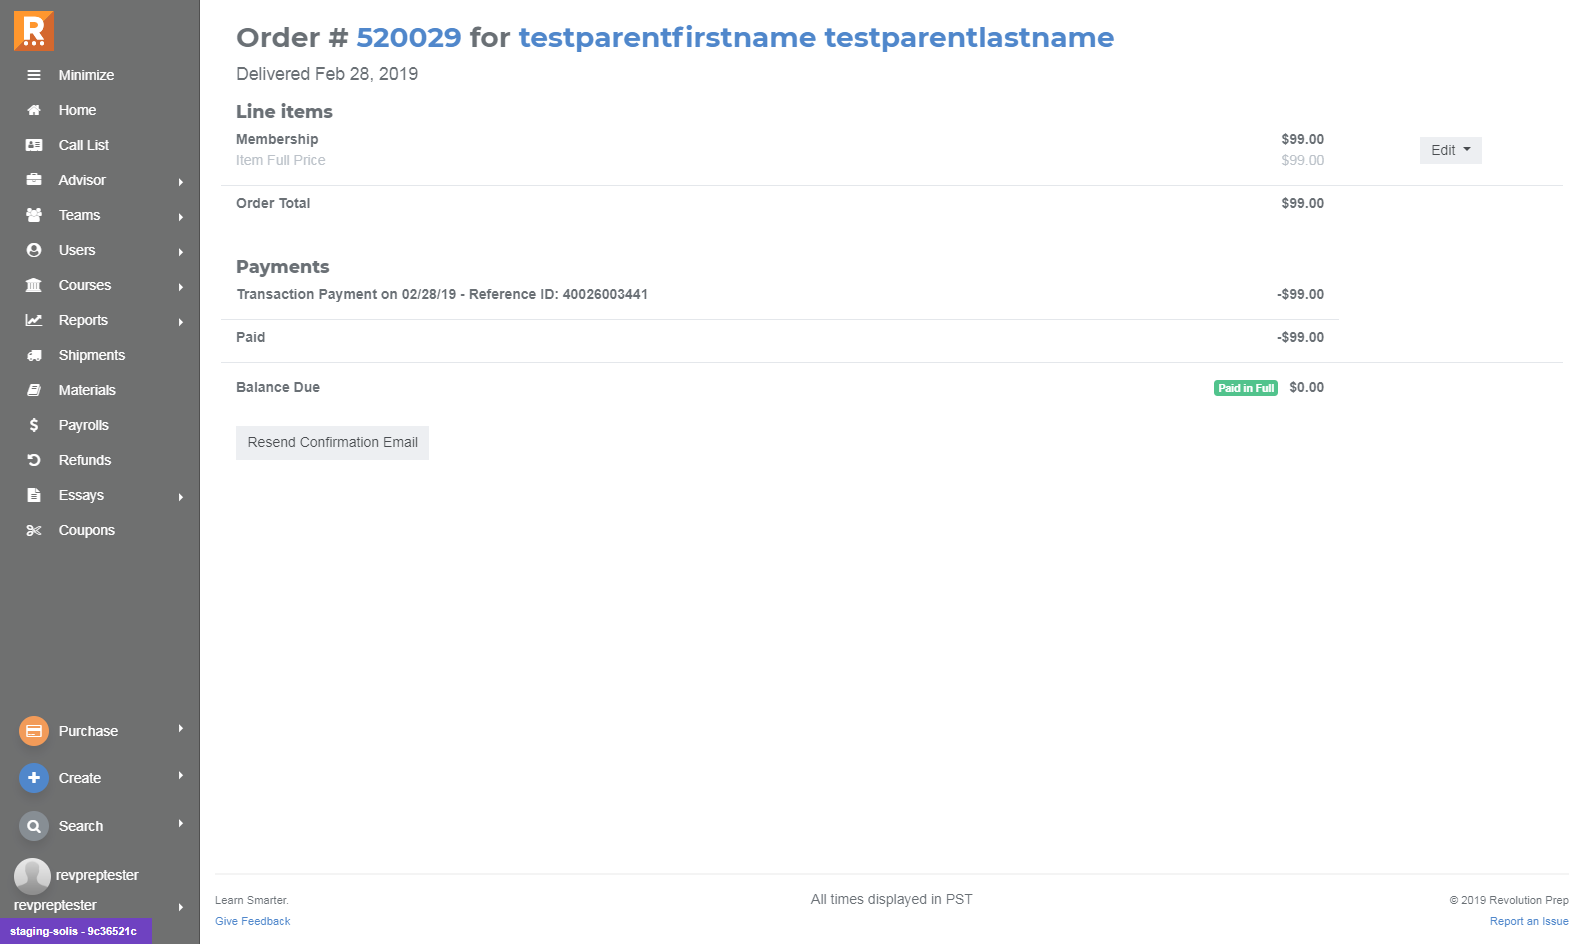 R
Minimize
Home
Call List
Advisor
Teams
Users
Courses
Reports
Shipments
Materials
Payrolls
Refunds
Essays
Coupons
Purchase
Create
Search
revpreptester
revpreptester
staging-solis - 9c36521c
Order # 520029 for testparentfirstname testparentlastname
Delivered Feb 28, 2019
Line items
Membership $99.00
Edit
Item Full Price $99.00
Order Total $99.00
Payments
Transaction Payment on 02/28/19 - Reference ID: 40026003441 -$99.00
Paid -$99.00
Balance Due Paid in Full $0.00
Resend Confirmation Email
Learn Smarter. All times displayed in PST © 2019 Revolution Prep
Give Feedback Report an Issue